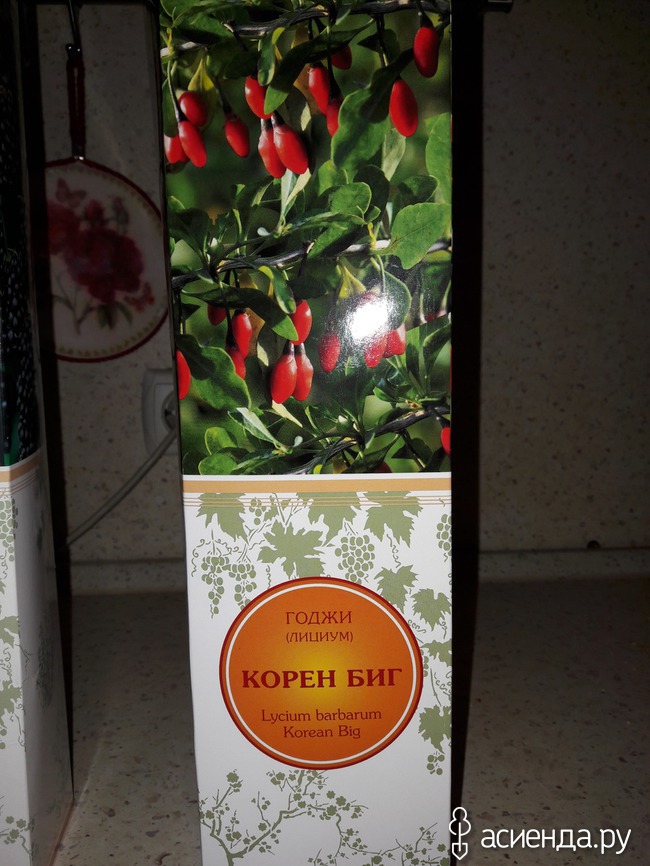 ГОДЖИ
(ЛИЦИУМ)
КОРЕН БИГ
Lycium barbarum
Korean Big
асиенда.ру